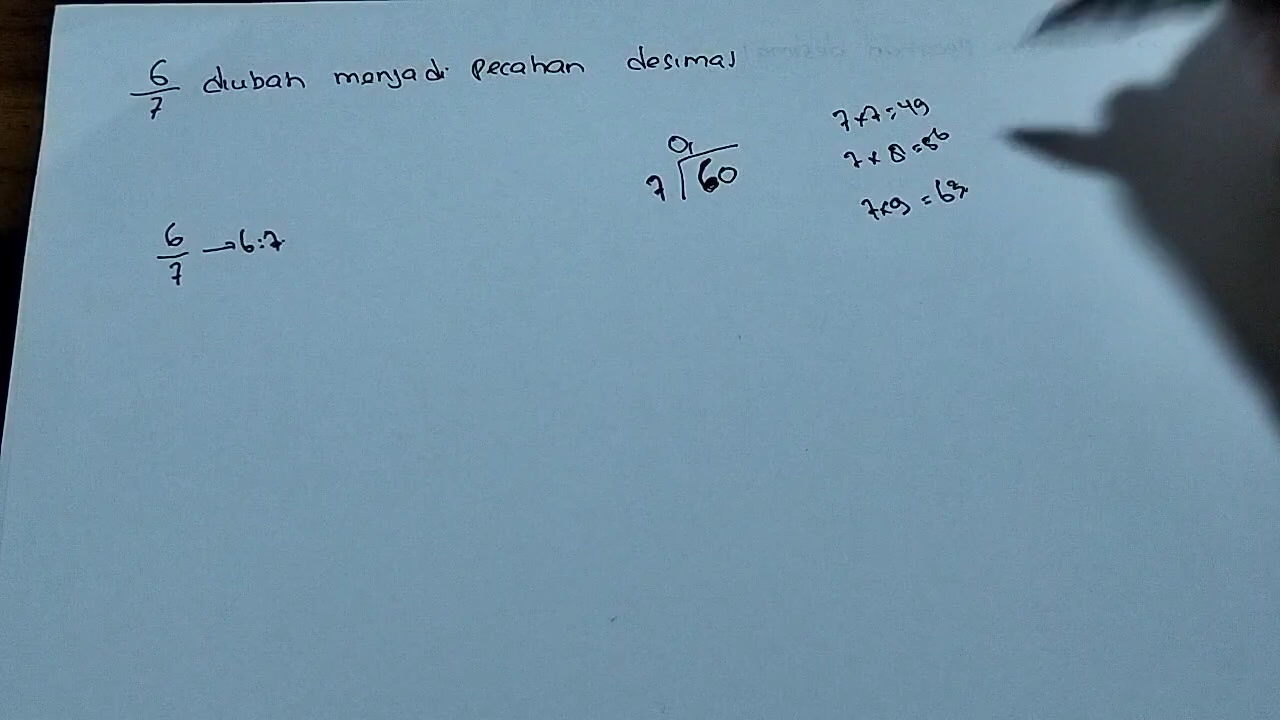 6/7 diubah menjadi pecahan desimal
7×7=49
7×8=56
7×9=63
0,
7 60
6/7 → 6:7